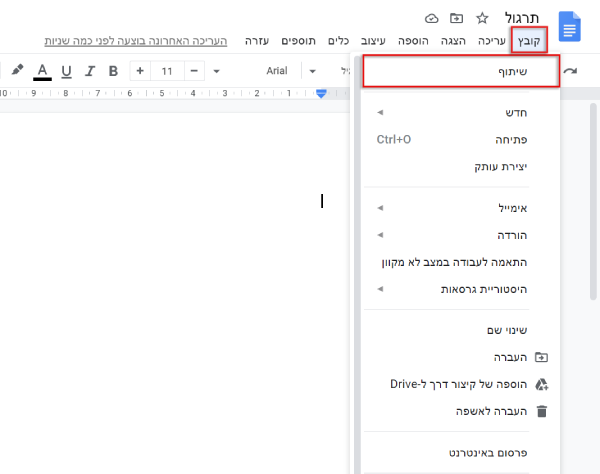 תרגול
קובץ עריכה הצגה הוספה עיצוב כלים תוספים עזרה העריכה האחרונה בוצעה לפני כמה שניות
Arial 11 B I U A
1 2 3 4 5 6 7 8 9 10
שיתוף
חדש
פתיחה Ctrl+O
יצירת עותק
אימייל
הורדה
התאמה לעבודה במצב לא מקוון
היסטוריית גרסאות
שינוי שם
העברה
הוספה של קיצור דרך ל-Drive
העברה לאשפה
פרסום באינטרנט